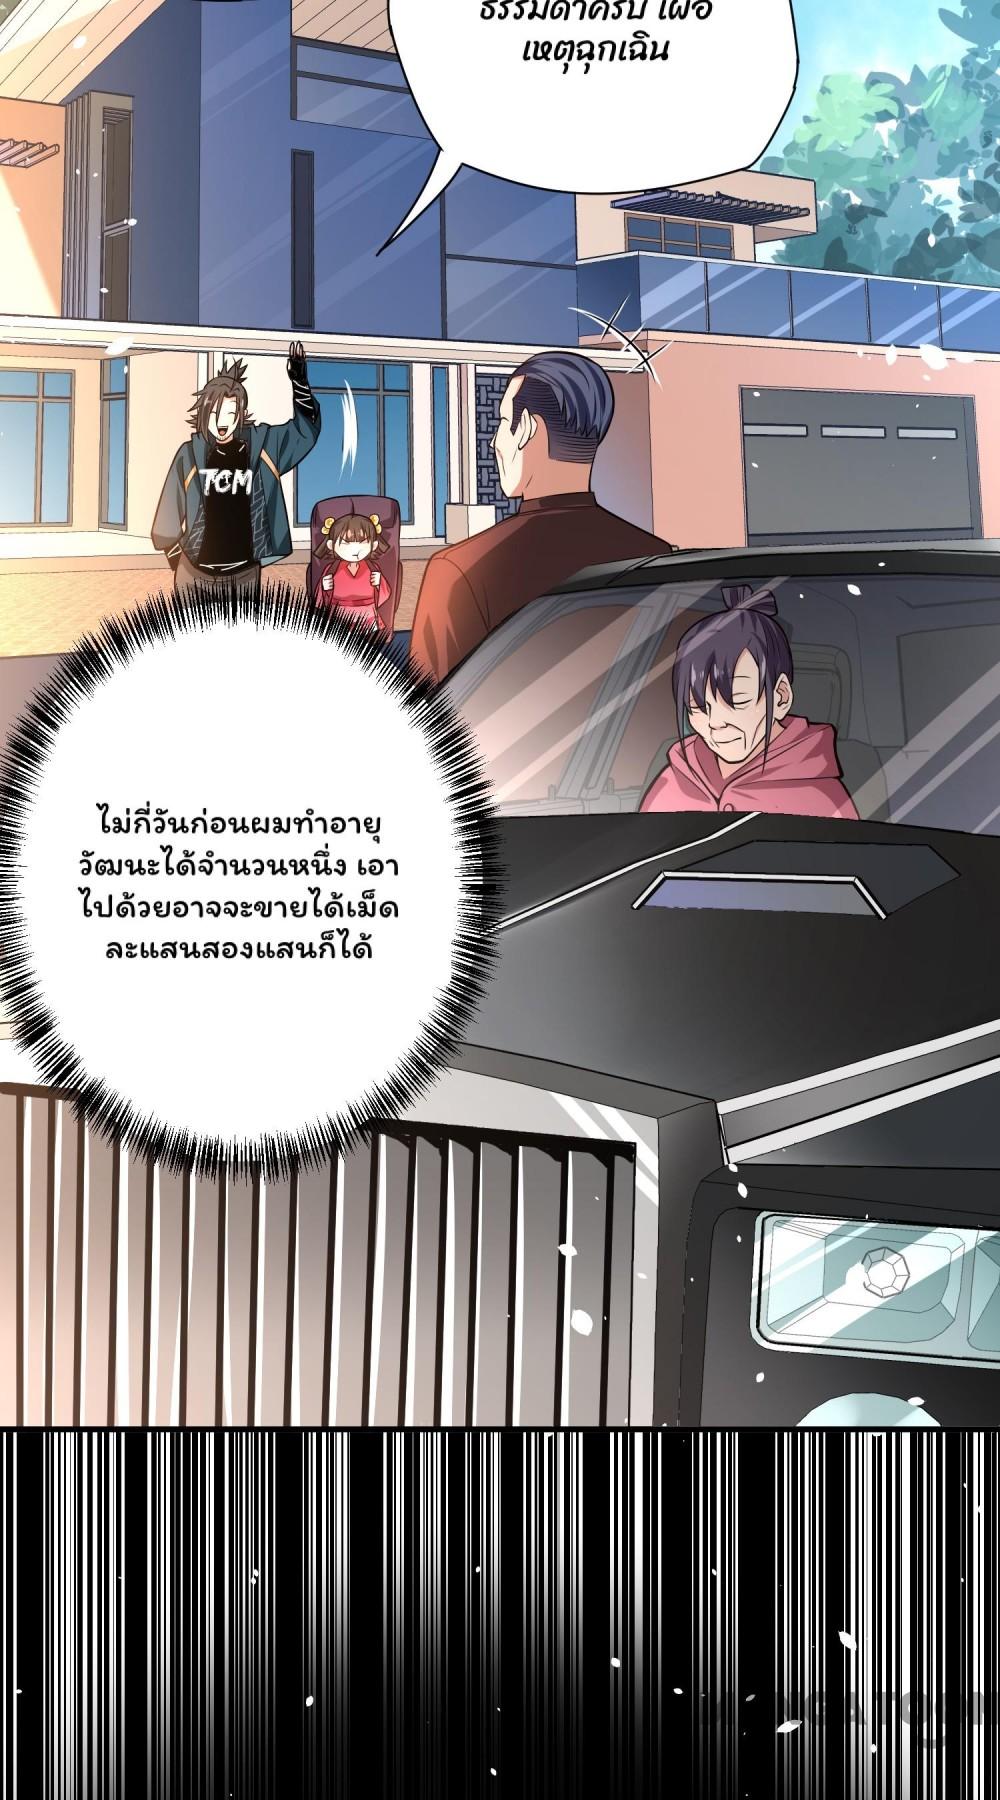 ธรรมดาครับ เผื่อ
เหตุฉุกเฉิน
TCM
ไม่กี่วันก่อนผมทำอายุ
วัฒนะได้จำนวนหนึ่ง เอา
ไปด้วยอาจจะขายได้เม็ด
ละแสนสองแสนก็ได้
MANGATOON